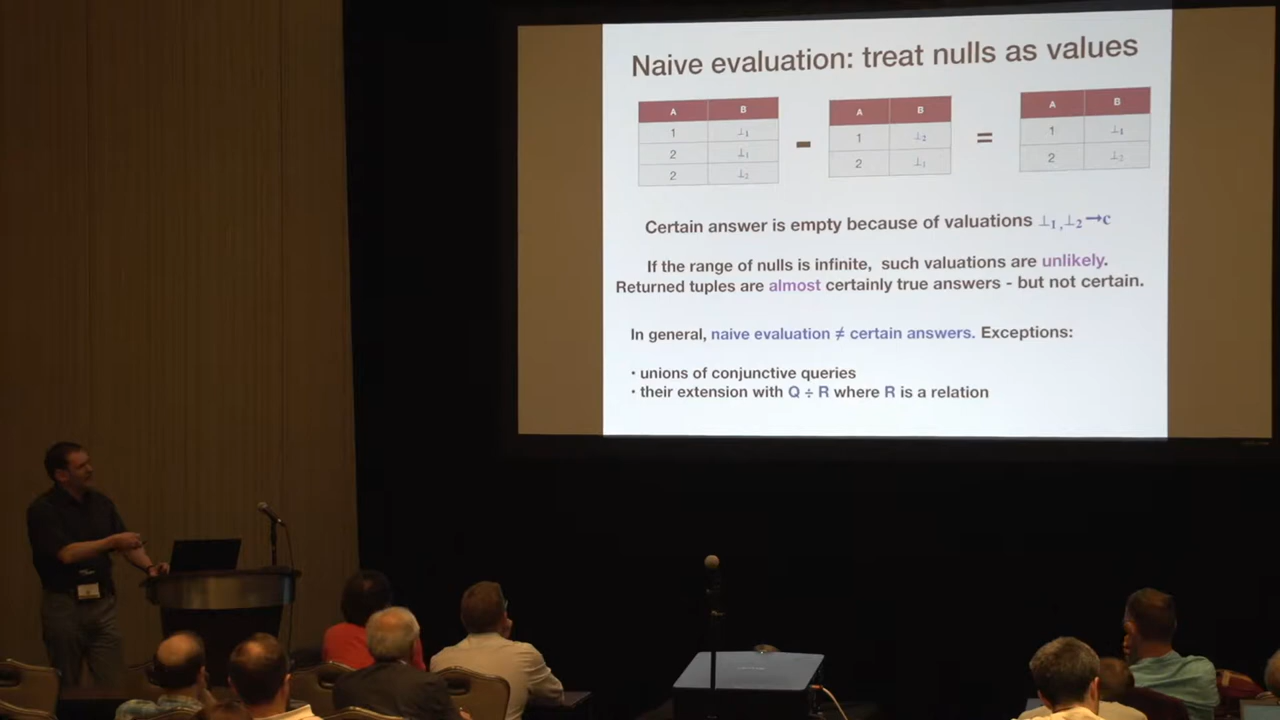 Naive evaluation: treat nulls as values
A B
1 ⊥₁
2 ⊥₁
2 ⊥₂
-
A B
1 ⊥₂
2 ⊥₁
=
A B
1 ⊥₁
2 ⊥₂
Certain answer is empty because of valuations ⊥₁,⊥₂→c
If the range of nulls is infinite, such valuations are unlikely.
Returned tuples are almost certainly true answers - but not certain.
In general, naive evaluation ≠ certain answers. Exceptions:
• unions of conjunctive queries
• their extension with Q ÷ R where R is a relation